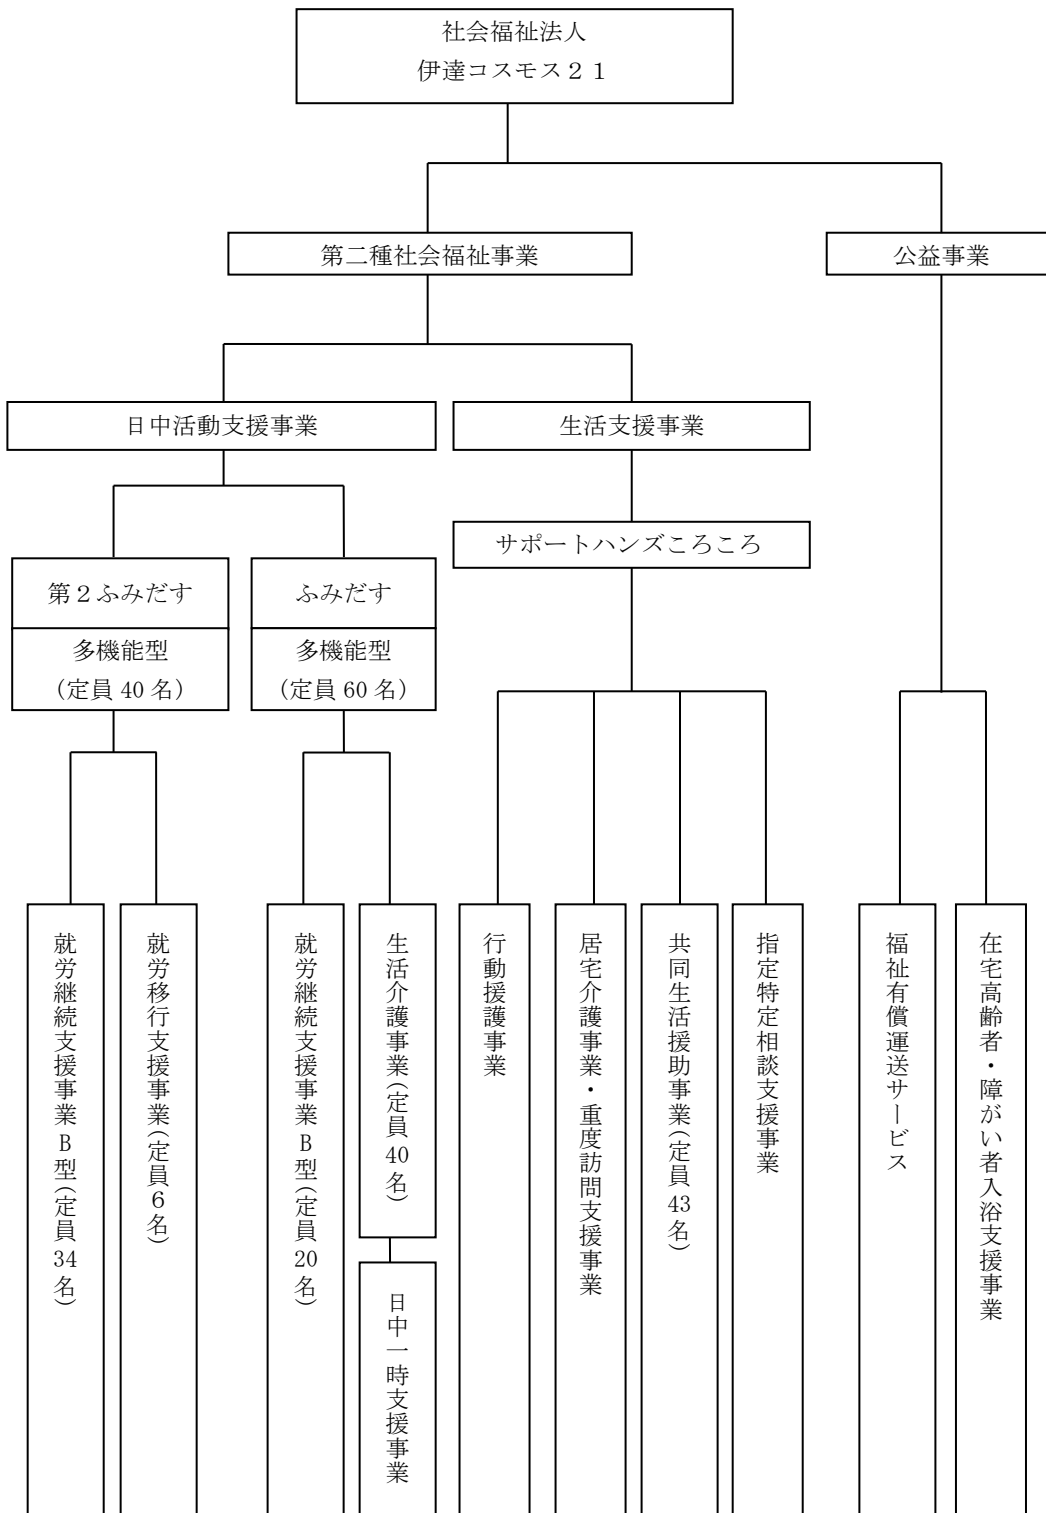 社会福祉法人
伊達コスモス２１
第二種社会福祉事業
公益事業
日中活動支援事業
生活支援事業
サポートハンズころころ
第２ふみだす
多機能型
（定員 40 名）
ふみだす
多機能型
（定員 60 名）
就労継続支援事業Ｂ型（定員34名）
就労移行支援事業（定員６名）
就労継続支援事業Ｂ型（定員20名）
生活介護事業（定員40名）
日中一時支援事業
行動援護事業
居宅介護事業・重度訪問支援事業
共同生活援助事業（定員43名）
指定特定相談支援事業
福祉有償運送サービス
在宅高齢者・障がい者入浴支援事業